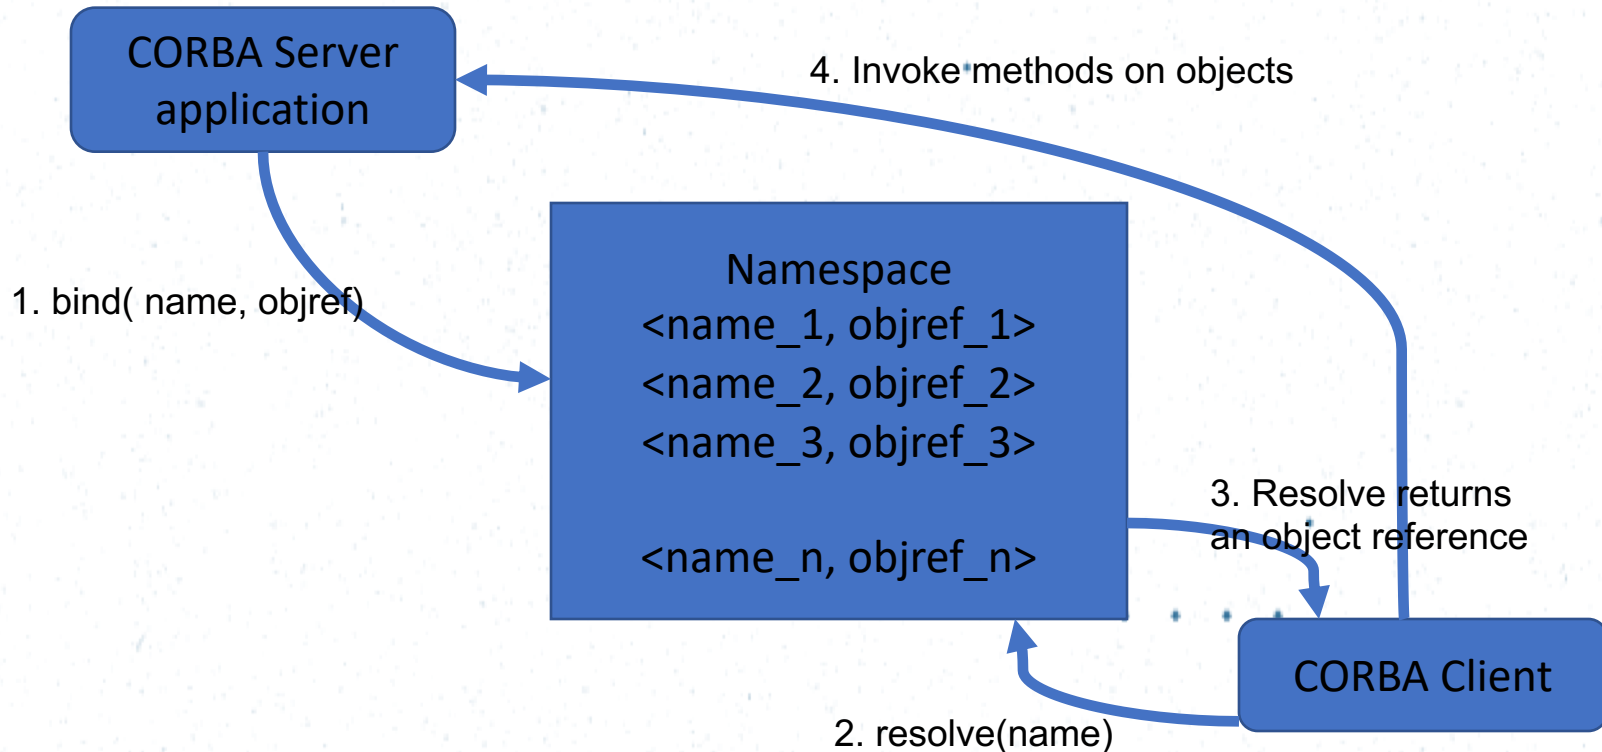 CORBA Server
application
4. Invoke methods on objects
1. bind( name, objref)
Namespace
<name_1, objref_1>
<name_2, objref_2>
<name_3, objref_3>
<name_n, objref_n>
3. Resolve returns
an object reference
CORBA Client
2. resolve(name)